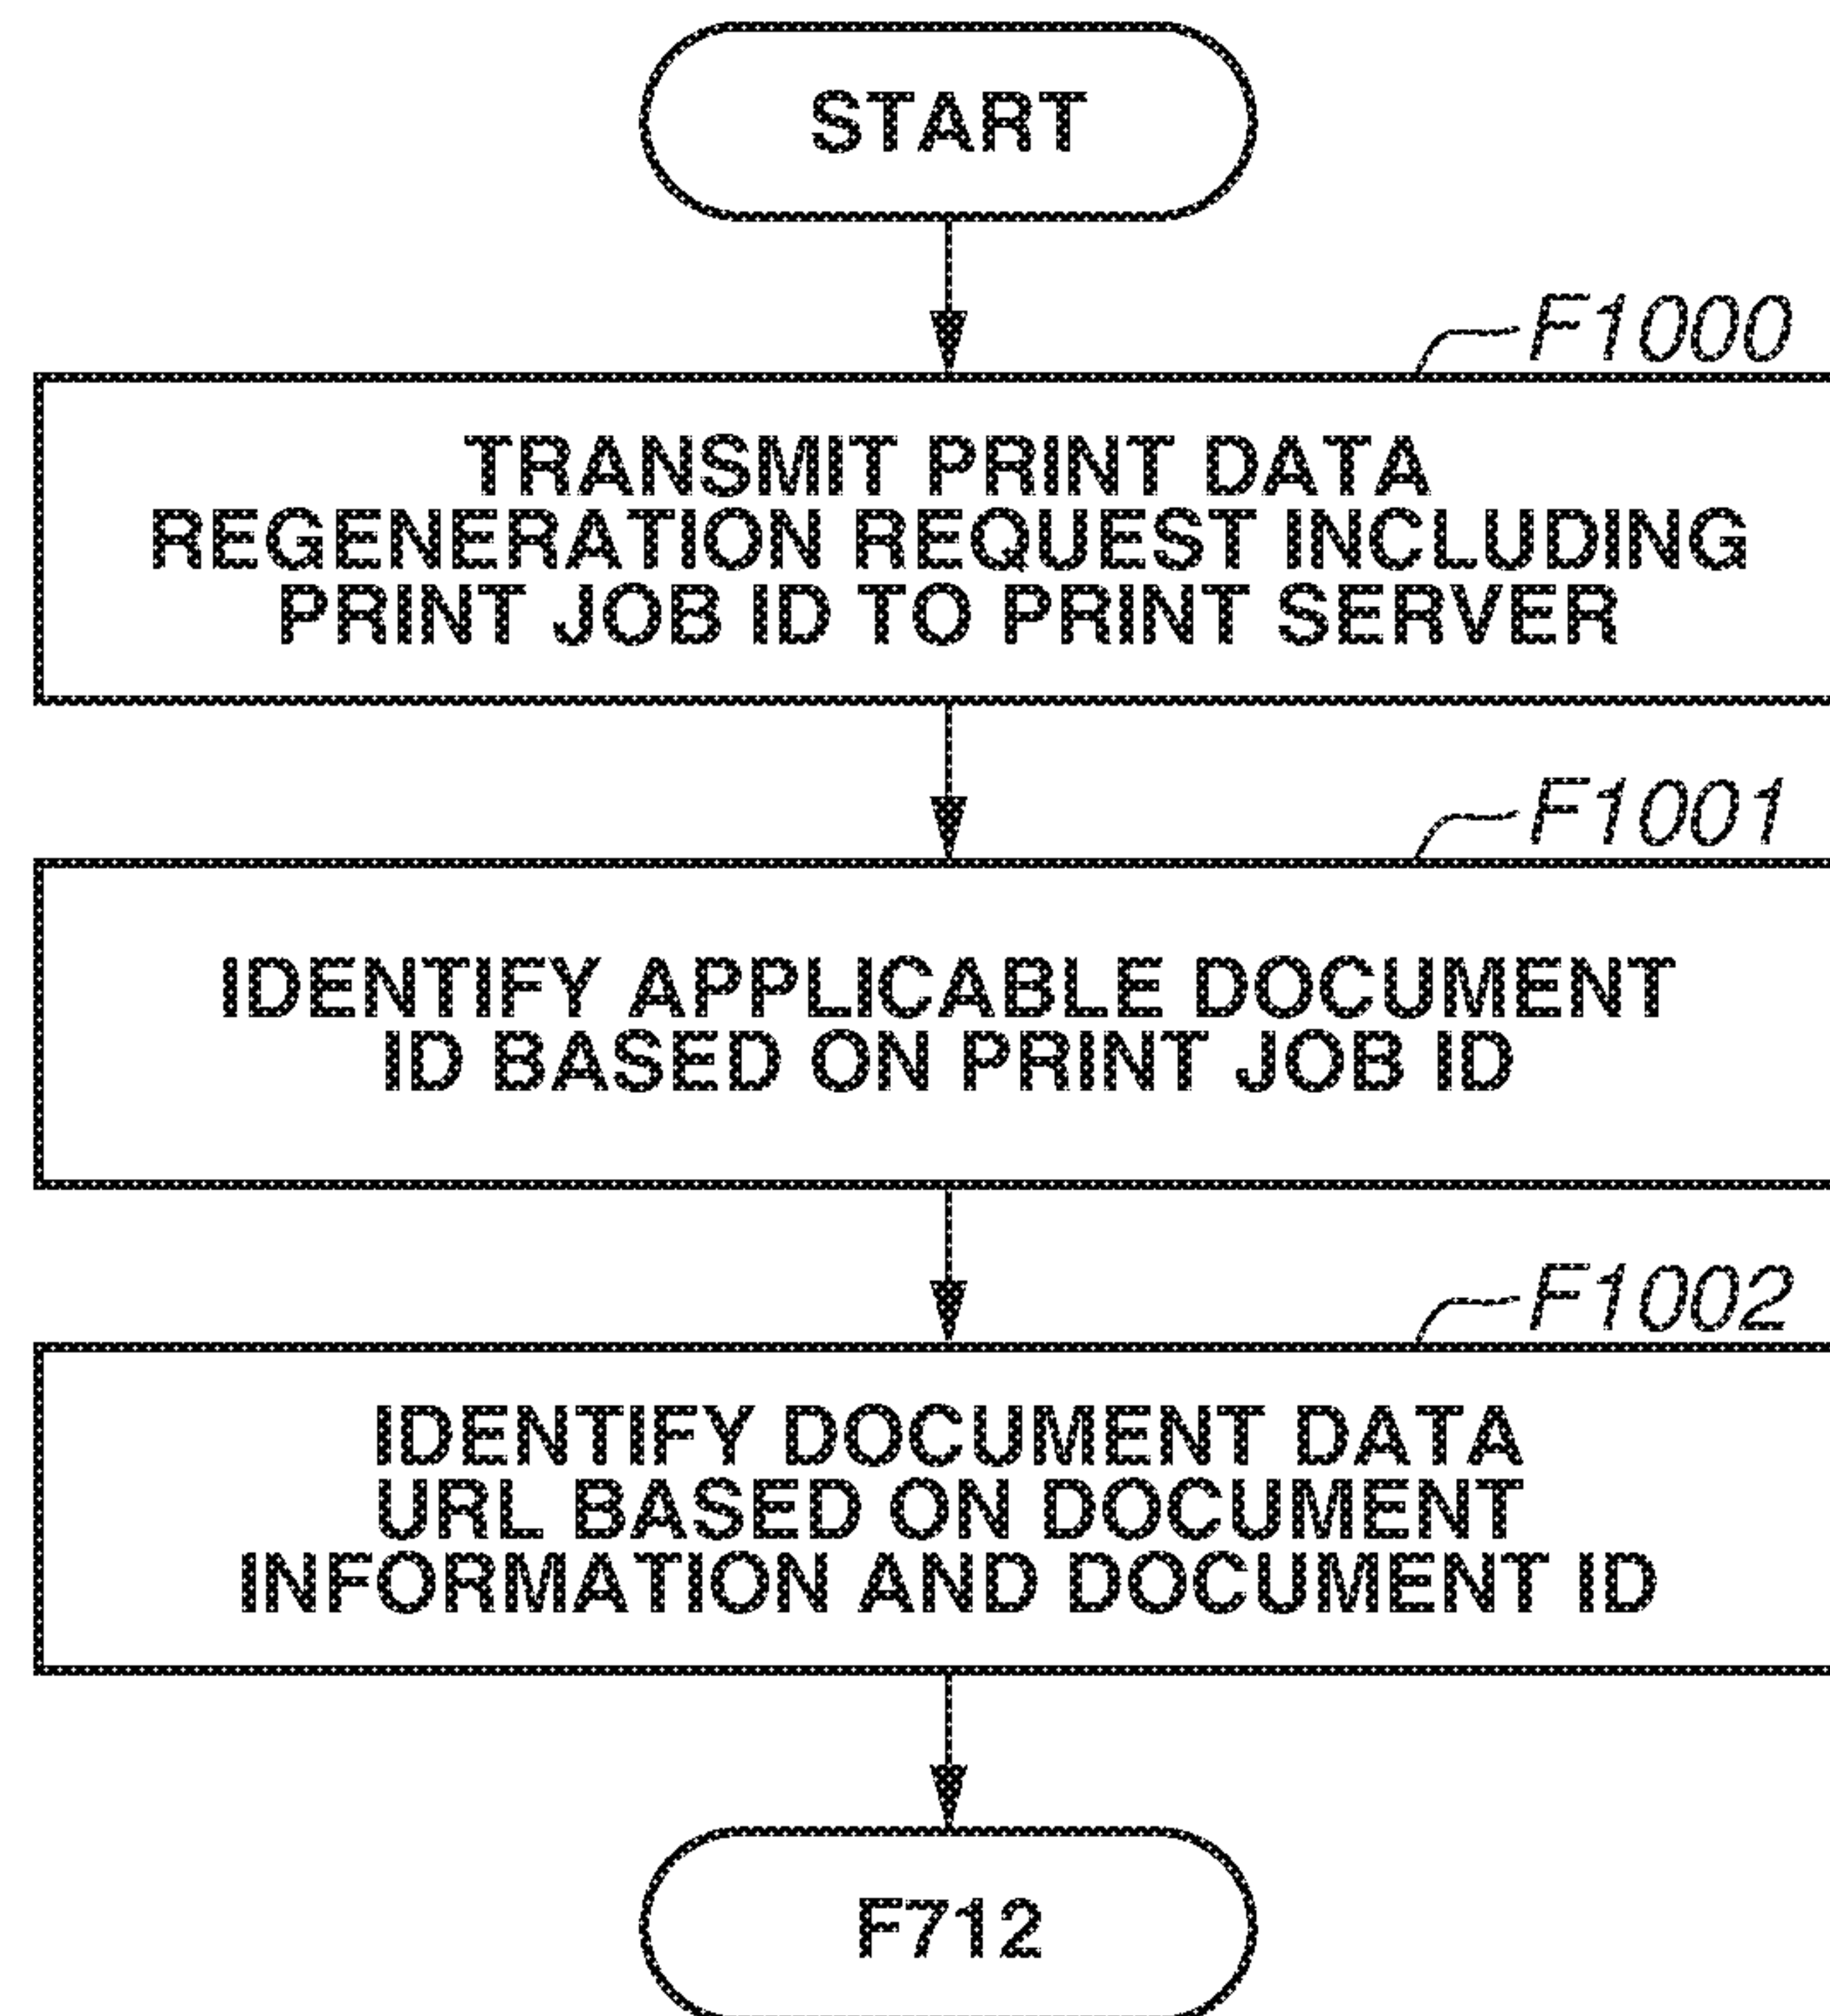 START
F1000
TRANSMIT PRINT DATA
REGENERATION REQUEST INCLUDING
PRINT JOB ID TO PRINT SERVER
F1001
IDENTIFY APPLICABLE DOCUMENT
ID BASED ON PRINT JOB ID
F1002
IDENTIFY DOCUMENT DATA
URL BASED ON DOCUMENT
INFORMATION AND DOCUMENT ID
F712